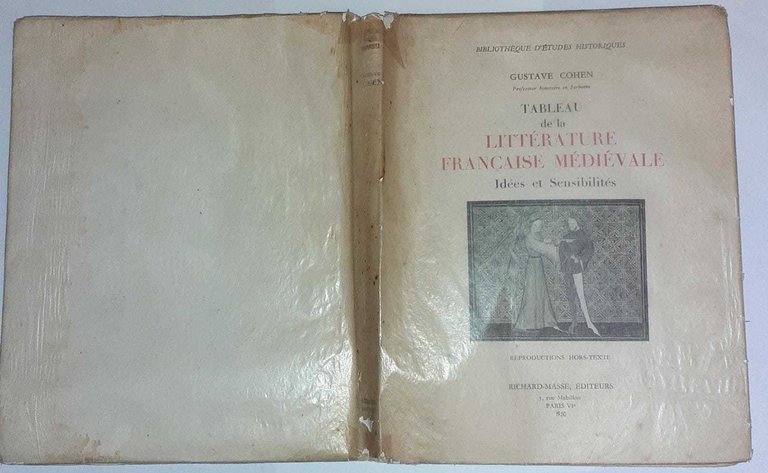 BIBLIOTHÈQUE D'ÉTUDES HISTORIQUES
GUSTAVE COHEN
Professeur honoraire en Sorbonne
TABLEAU
de la
LITTÉRATURE
FRANÇAISE MÉDIÉVALE
Idées et Sensibilités
REPRODUCTIONS HORS-TEXTE
RICHARD-MASSE, ÉDITEURS
PARIS VIe